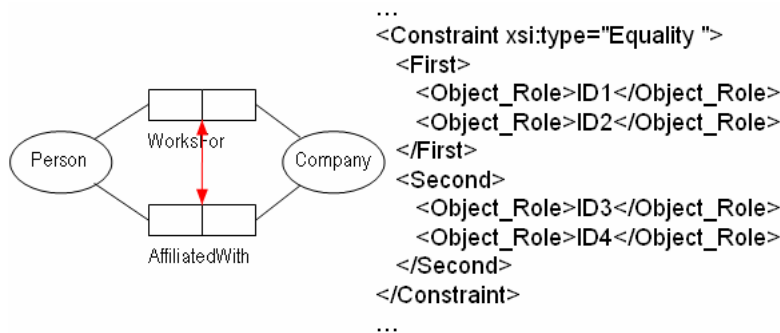 Person
WorksFor
Company
AffiliatedWith
...
<Constraint xsi:type="Equality ">
<First>
<Object_Role>ID1</Object_Role>
<Object_Role>ID2</Object_Role>
</First>
<Second>
<Object_Role>ID3</Object_Role>
<Object_Role>ID4</Object_Role>
</Second>
</Constraint>
...